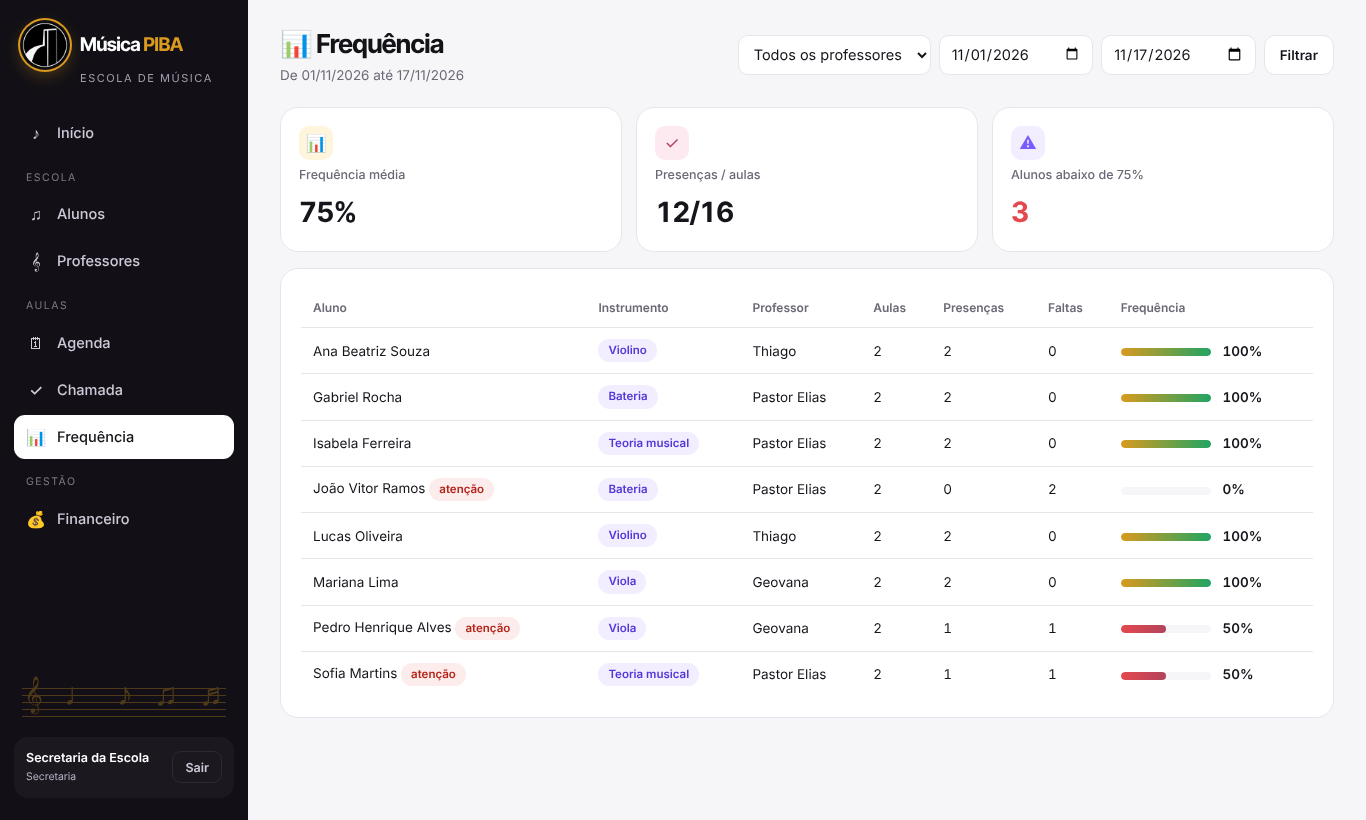 Música PIBA
ESCOLA DE MÚSICA
Início
ESCOLA
Alunos
Professores
AULAS
Agenda
Chamada
Frequência
GESTÃO
Financeiro
Secretaria da Escola
Secretaria
Sair
Frequência
De 01/11/2026 até 17/11/2026
Todos os professores
11/01/2026
11/17/2026
Filtrar
Frequência média
75%
Presenças / aulas
12/16
Alunos abaixo de 75%
3
Aluno Instrumento Professor Aulas Presenças Faltas Frequência
Ana Beatriz Souza Violino Thiago 2 2 0 100%
Gabriel Rocha Bateria Pastor Elias 2 2 0 100%
Isabela Ferreira Teoria musical Pastor Elias 2 2 0 100%
João Vitor Ramos atenção Bateria Pastor Elias 2 0 2 0%
Lucas Oliveira Violino Thiago 2 2 0 100%
Mariana Lima Viola Geovana 2 2 0 100%
Pedro Henrique Alves atenção Viola Geovana 2 1 1 50%
Sofia Martins atenção Teoria musical Pastor Elias 2 1 1 50%